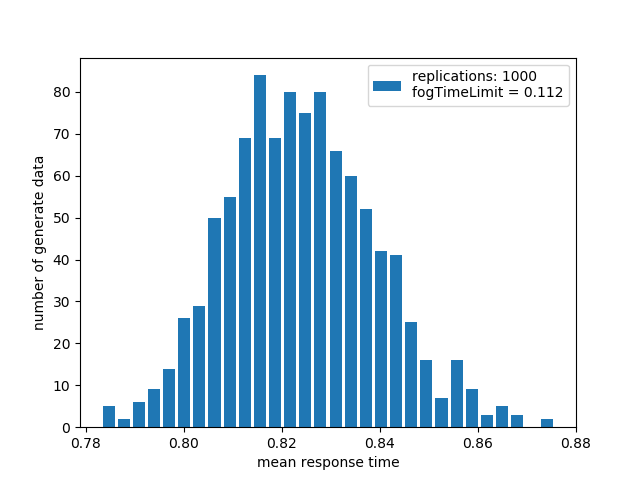 replications: 1000
fogTimeLimit = 0.112
80
70
60
50
40
30
20
10
0
number of generate data
0.78 0.80 0.82 0.84 0.86 0.88
mean response time